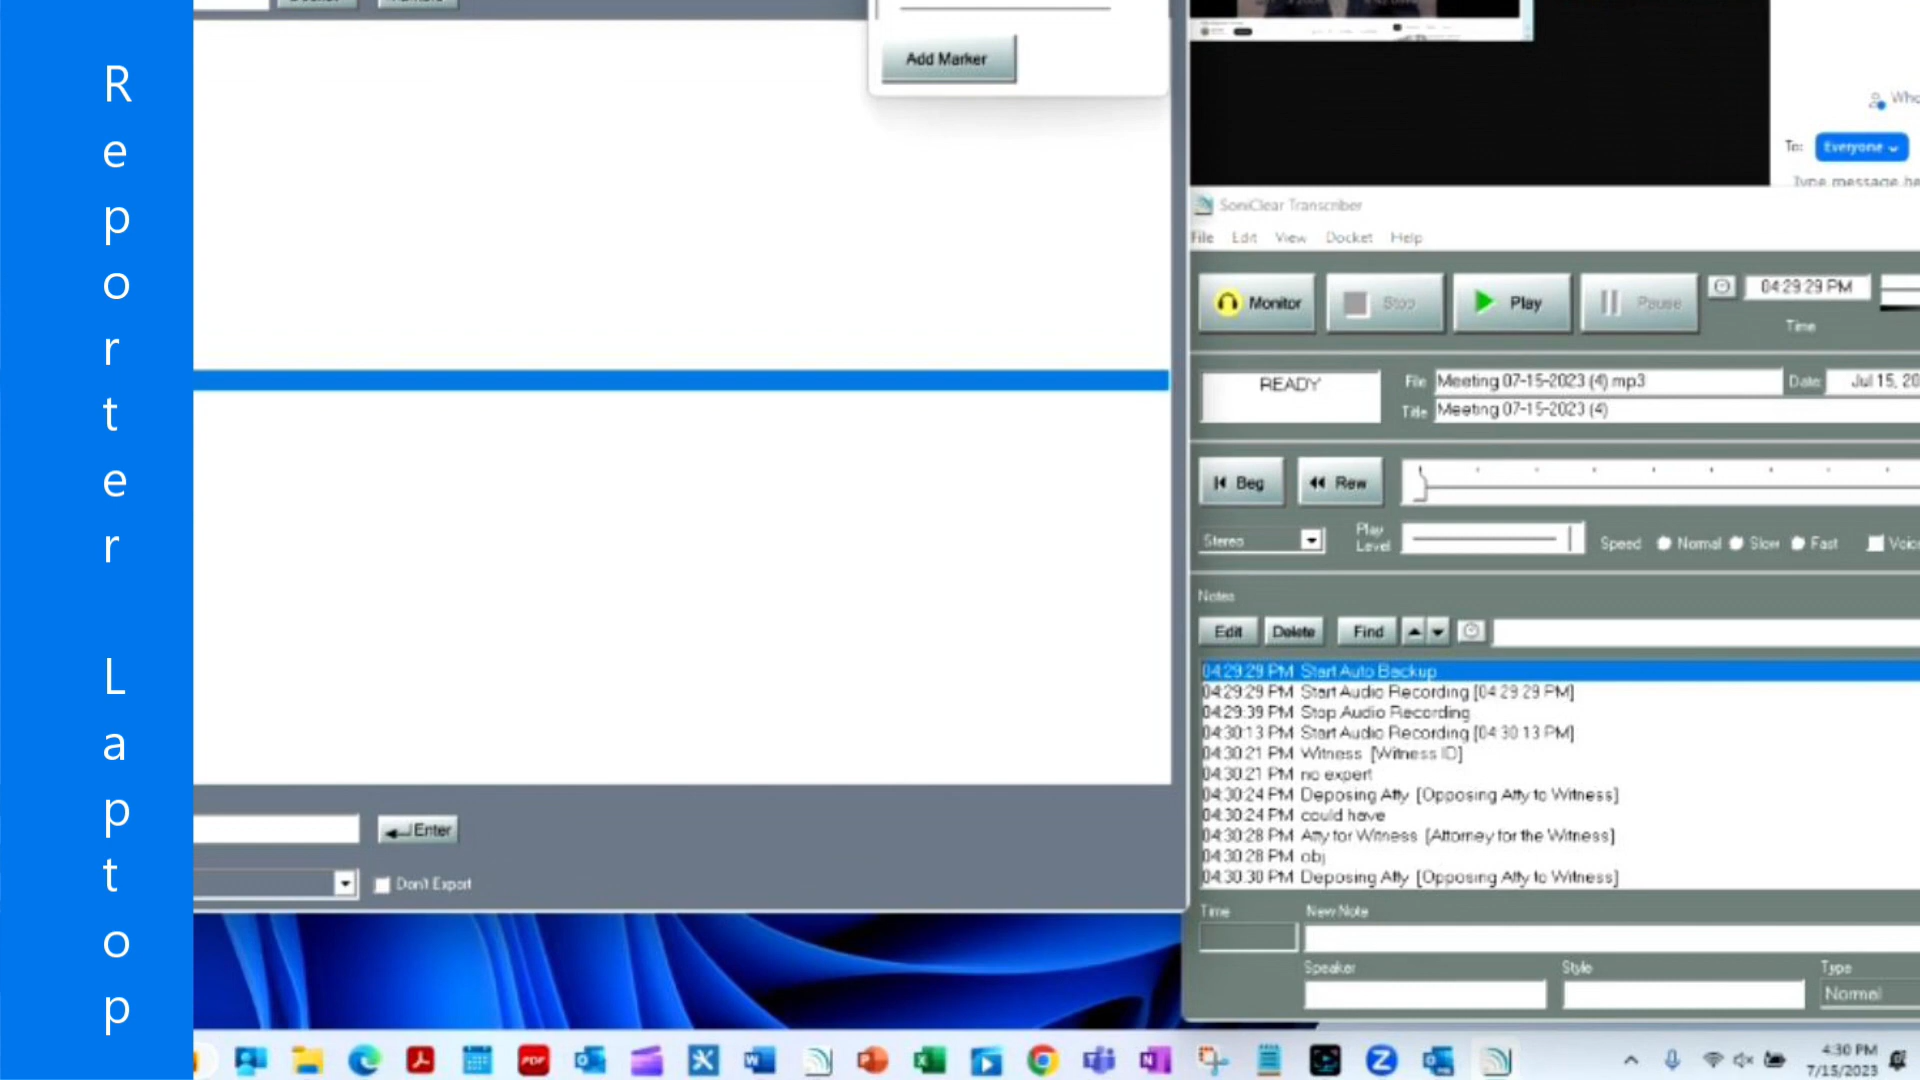 Reporter Laptop
Add Marker
Who
To: Everyone
Type message he
SoniClear Transcriber
File Edit View Docket Help
Monitor Stop Play Pause 04:29:29 PM
Time
READY
File Meeting 07-15-2023 (4).mp3 Date Jul 15, 20
Title Meeting 07-15-2023 (4)
Beg Rew
Stereo Play Level Speed Normal Slow Fast Voic
Notes
Edit Delete Find
04:29:29 PM Start Auto Backup
04:29:29 PM Start Audio Recording [04:29:29 PM]
04:29:39 PM Stop Audio Recording
04:30:13 PM Start Audio Recording [04:30:13 PM]
04:30:21 PM Witness [Witness ID]
04:30:21 PM no expert
04:30:24 PM Deposing Atty [Opposing Atty to Witness]
04:30:24 PM could have
04:30:28 PM Atty for Witness [Attorney for the Witness]
04:30:28 PM obj
04:30:30 PM Deposing Atty [Opposing Atty to Witness]
Enter
Don't Export
Time New Note
Speaker Style Type
Normal
4:30 PM
7/15/2023